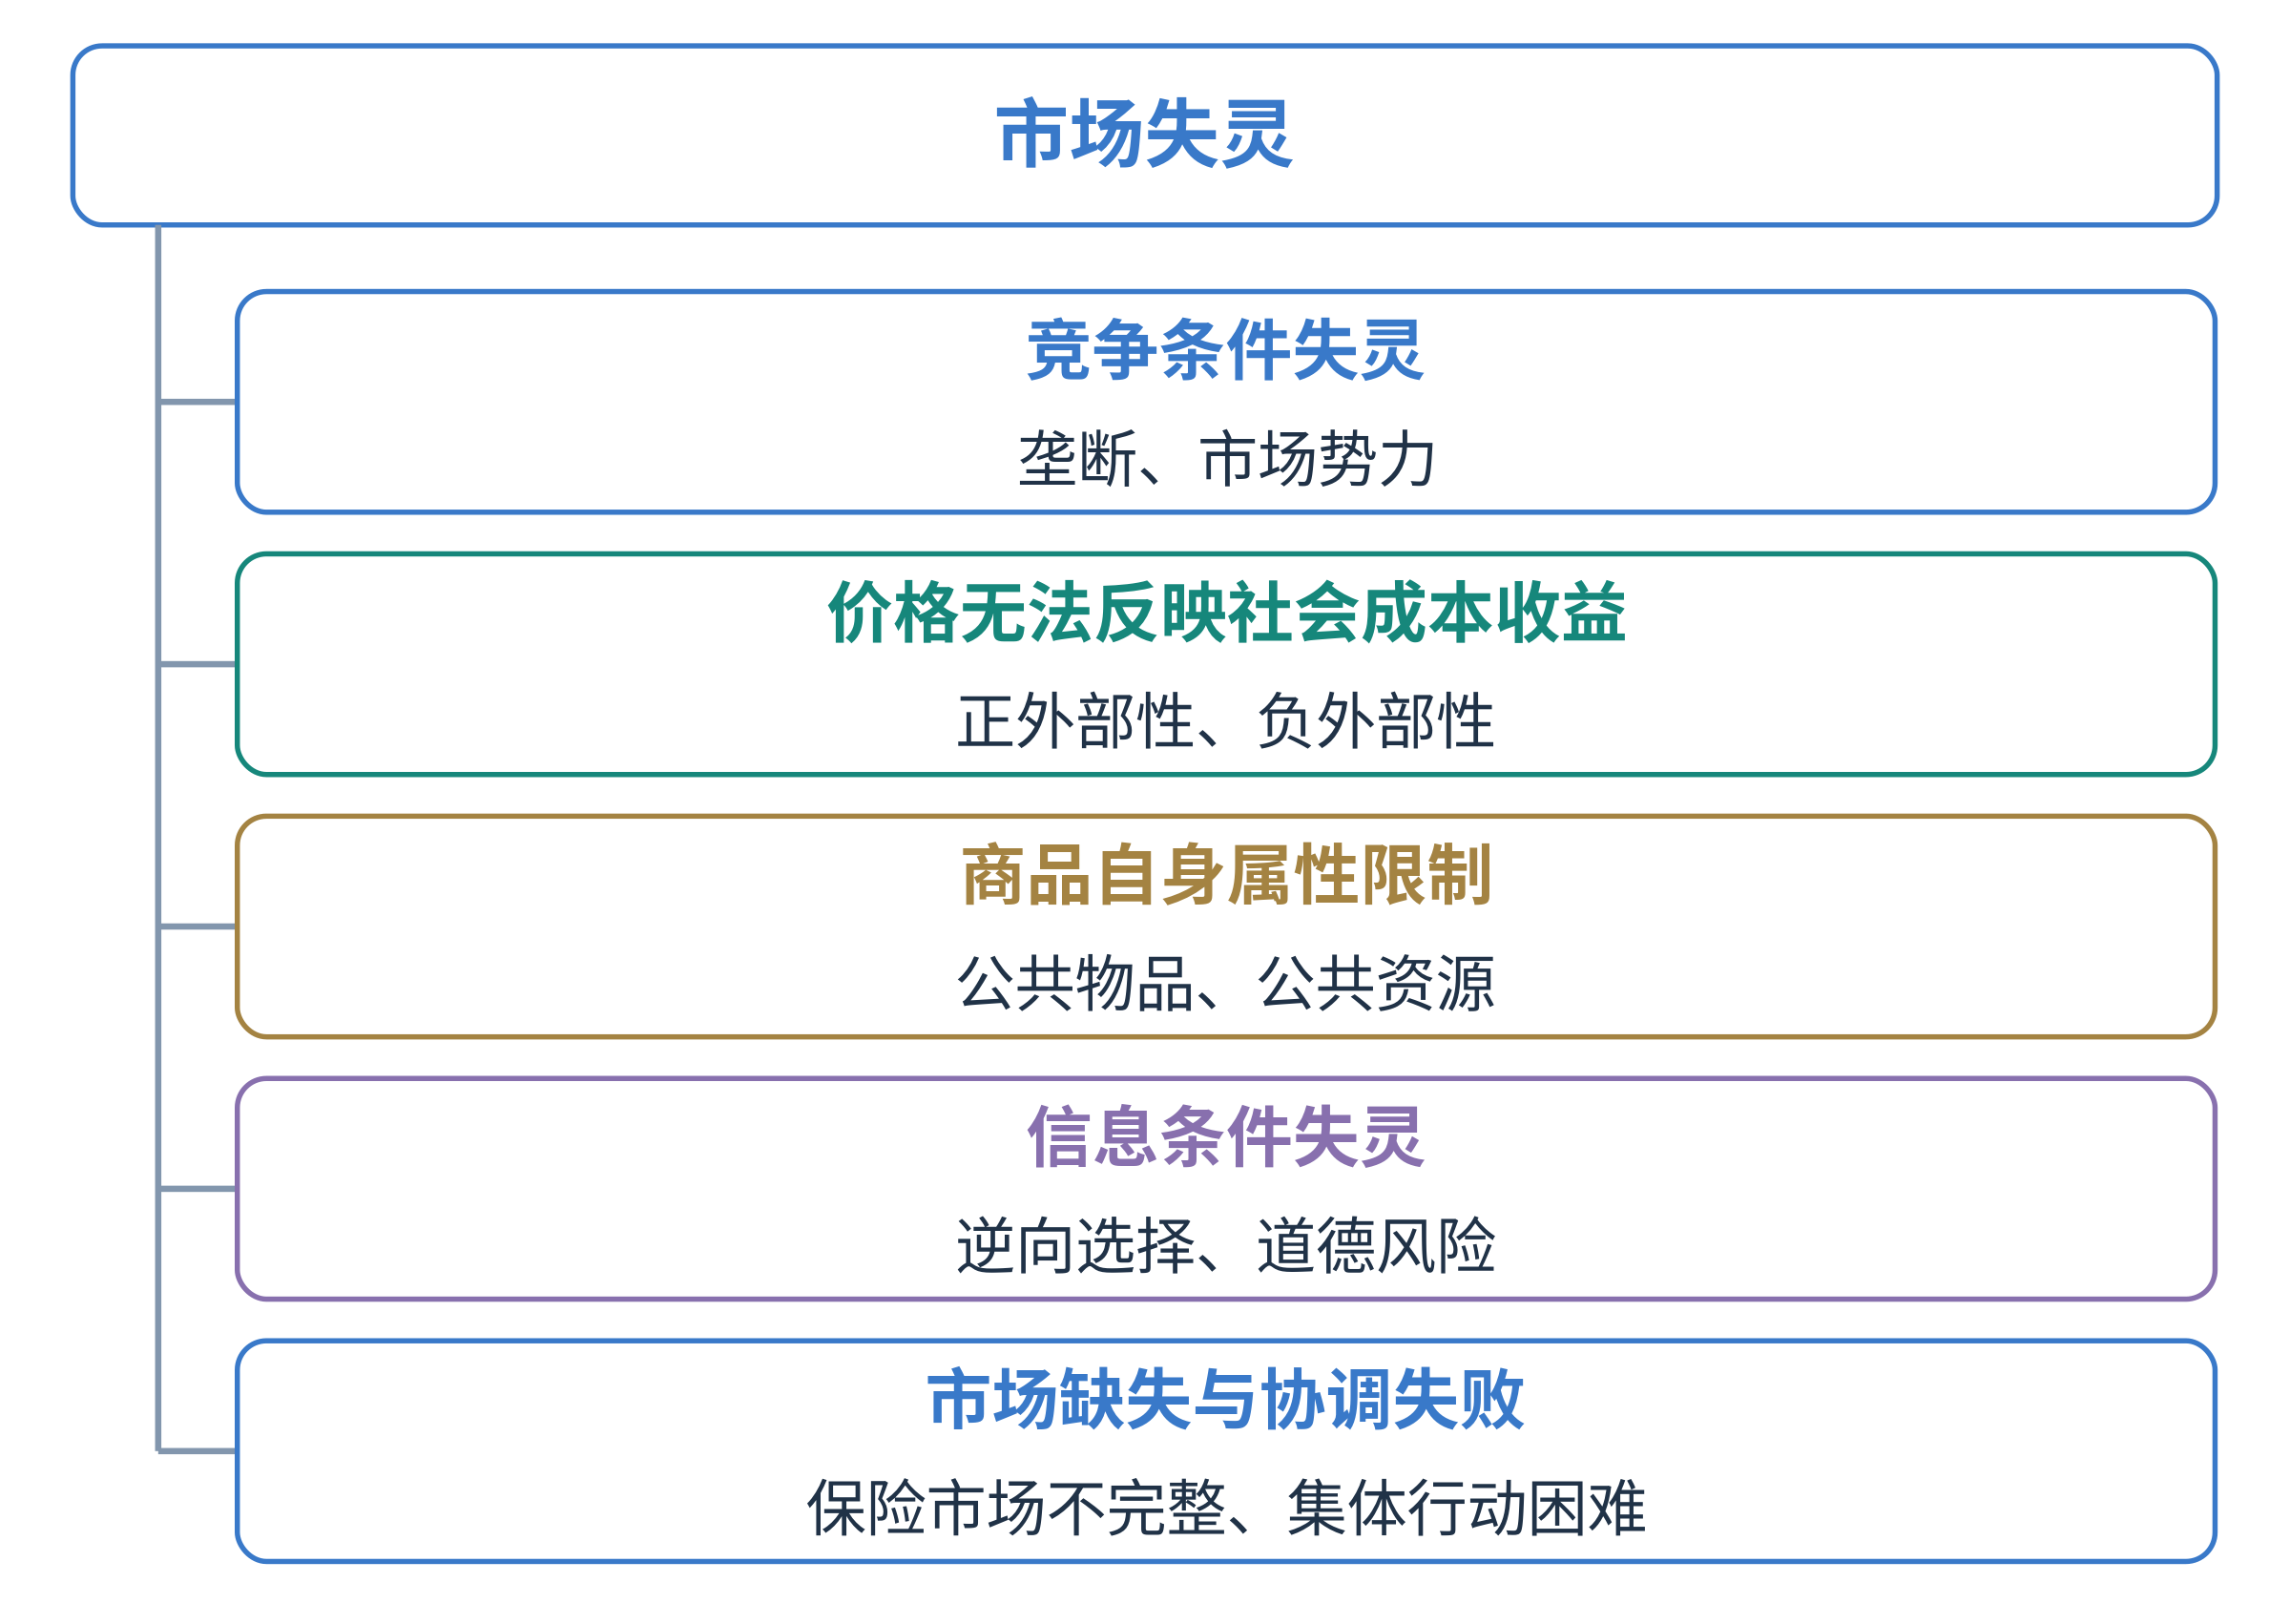 市场失灵
竞争条件失灵
垄断、市场势力
价格无法反映社会成本收益
正外部性、负外部性
商品自身属性限制
公共物品、公共资源
信息条件失灵
逆向选择、道德风险
市场缺失与协调失败
保险市场不完整、集体行动困难